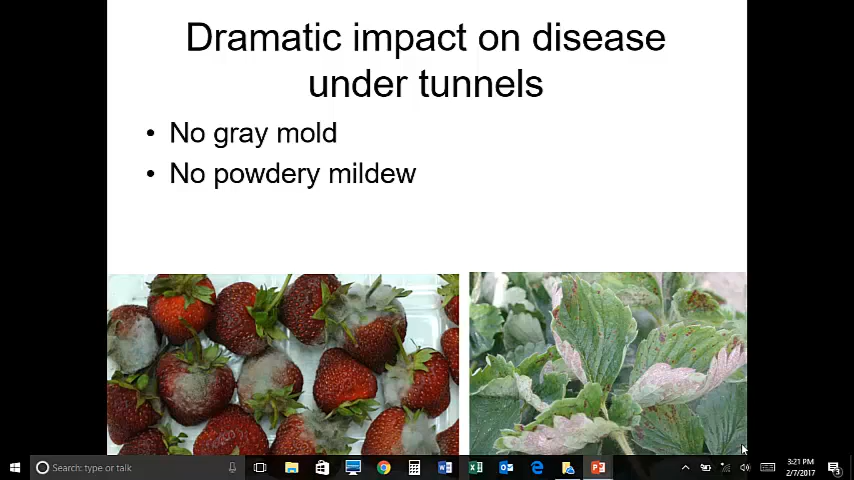 Dramatic impact on disease
under tunnels
• No gray mold
• No powdery mildew
Search: type or talk
3:21 PM
2/7/2017